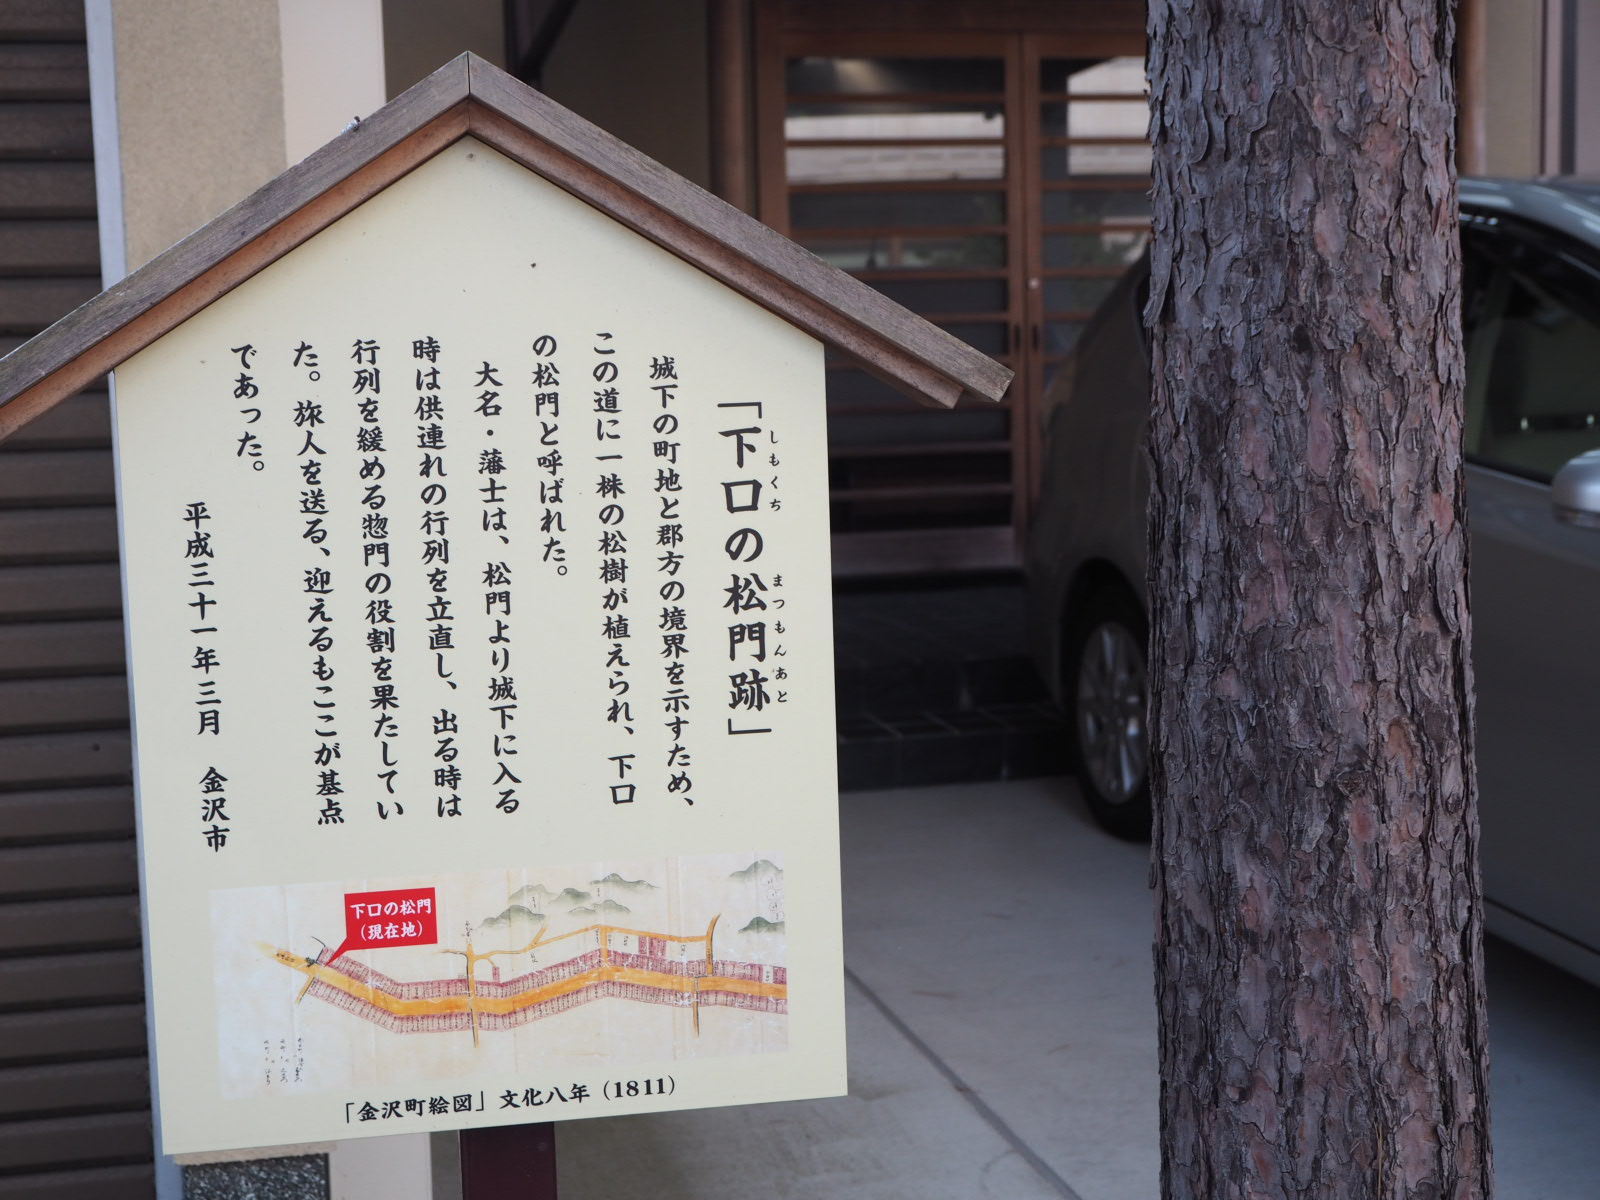 「下口の松門跡」
しもくち まつもんあと
城下の町地と郡方の境界を示すため、
この道に一株の松樹が植えられ、下口
の松門と呼ばれた。
大名・藩士は、松門より城下に入る
時は供連れの行列を立直し、出る時は
行列を緩める惣門の役割を果たしてい
た。旅人を送る、迎えるもここが基点
であった。
平成三十一年三月 金沢市
下口の松門
（現在地）
「金沢町絵図」文化八年（1811）